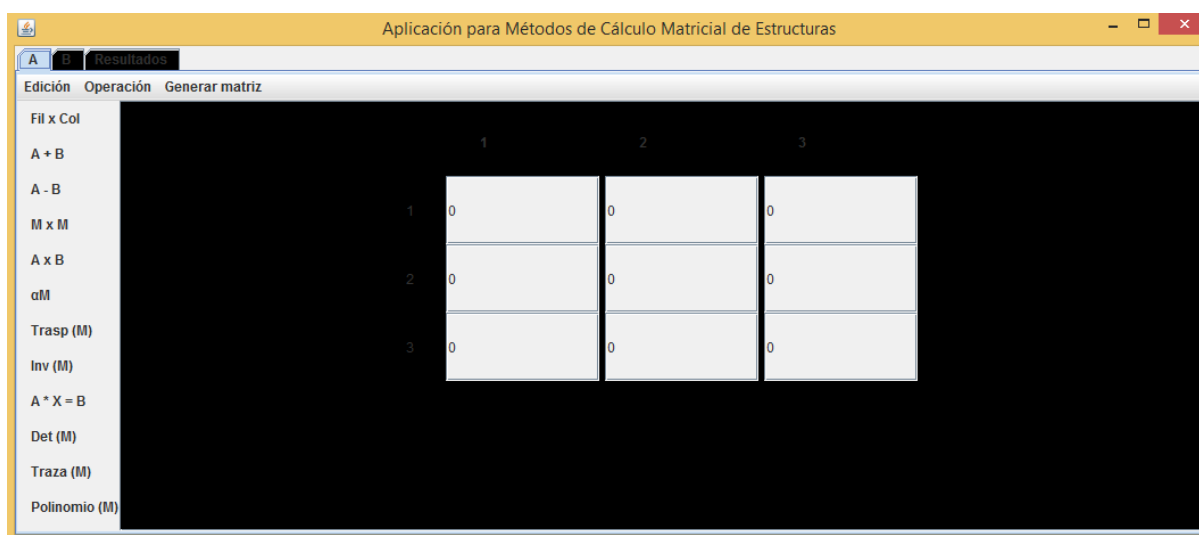 Aplicación para Métodos de Cálculo Matricial de Estructuras
A B Resultados
Edición Operación Generar matriz
Fil x Col
A + B
A - B
M x M
A x B
αM
Trasp (M)
Inv (M)
A * X = B
Det (M)
Traza (M)
Polinomio (M)
1 2 3
1 0 0 0
2 0 0 0
3 0 0 0